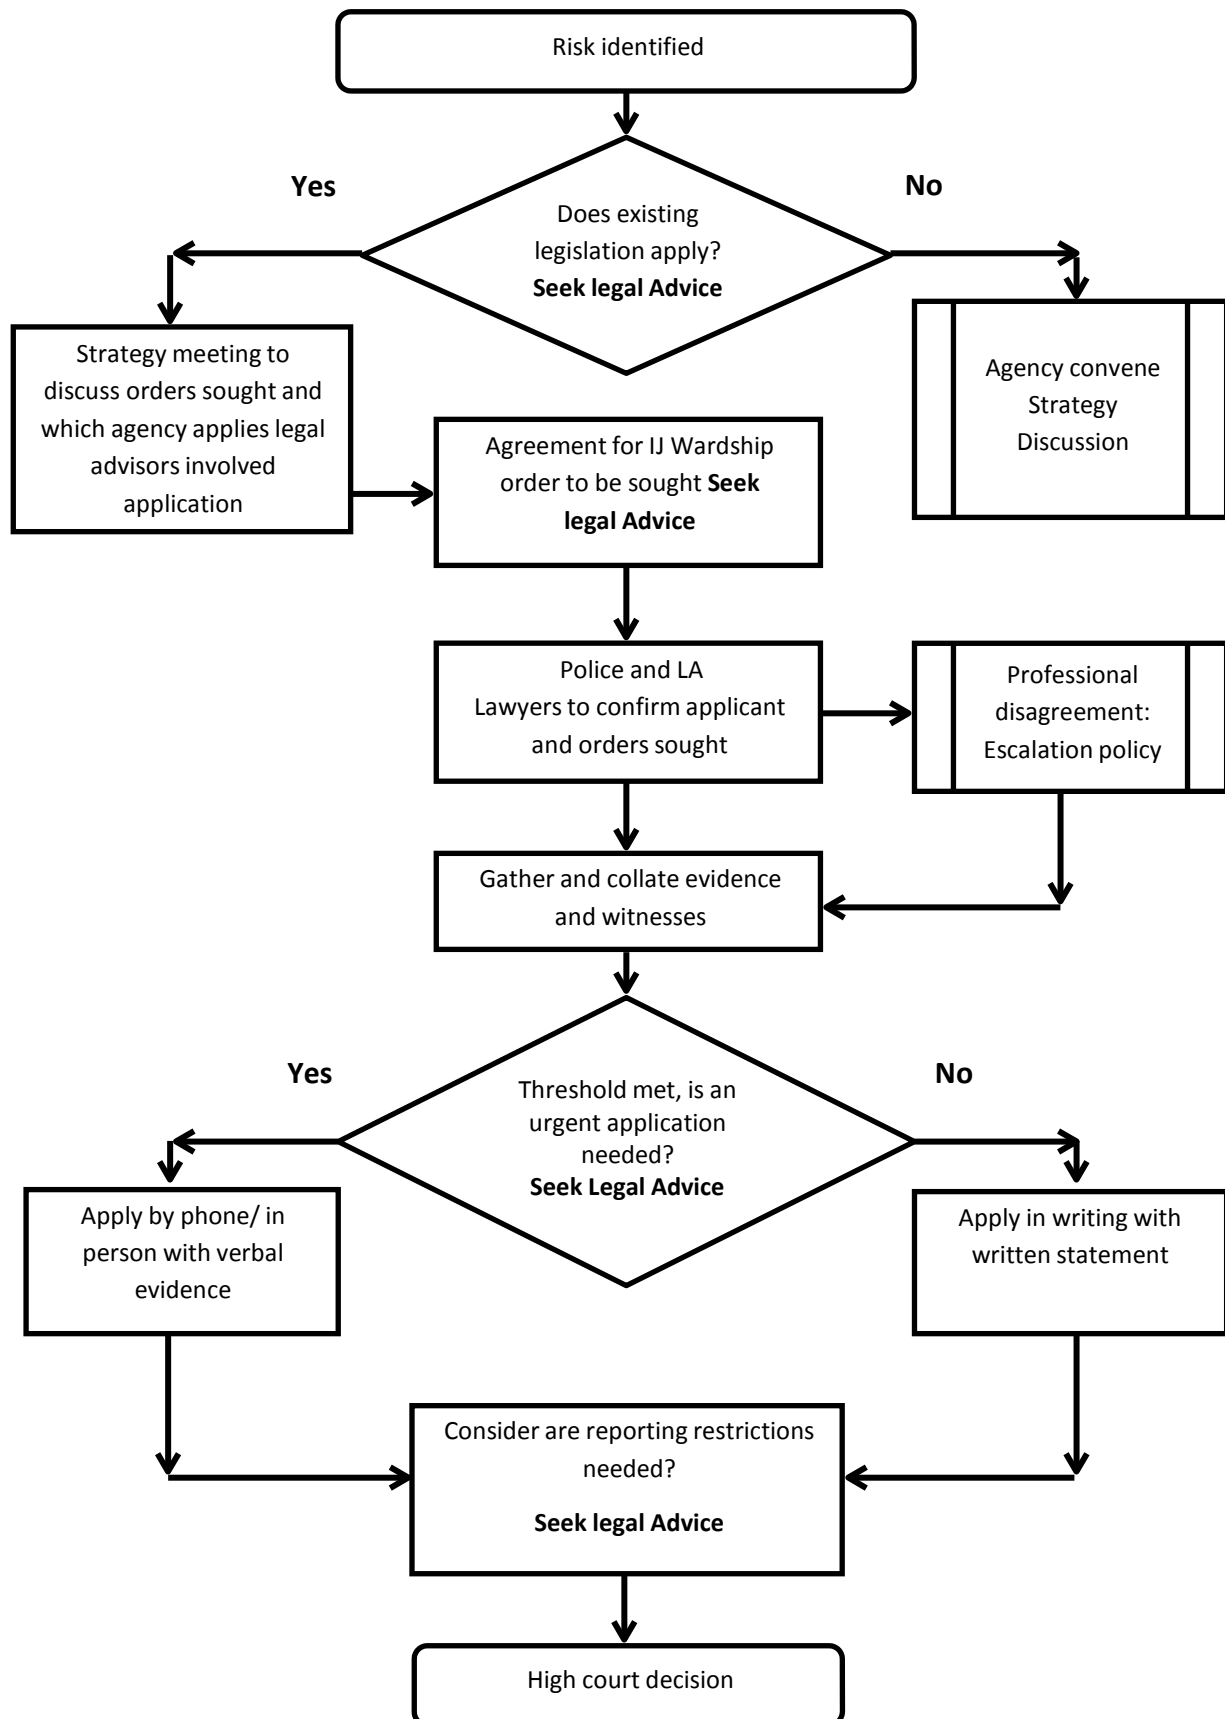 Risk identified
Yes
No
Does existing
legislation apply?
Seek legal Advice
Strategy meeting to
discuss orders sought and
which agency applies legal
advisors involved
application
Agency convene
Strategy
Discussion
Agreement for IJ Wardship
order to be sought Seek
legal Advice
Police and LA
Lawyers to confirm applicant
and orders sought
Professional
disagreement:
Escalation policy
Gather and collate evidence
and witnesses
Yes
No
Threshold met, is an
urgent application
needed?
Seek Legal Advice
Apply by phone/ in
person with verbal
evidence
Apply in writing with
written statement
Consider are reporting restrictions
needed?
Seek legal Advice
High court decision